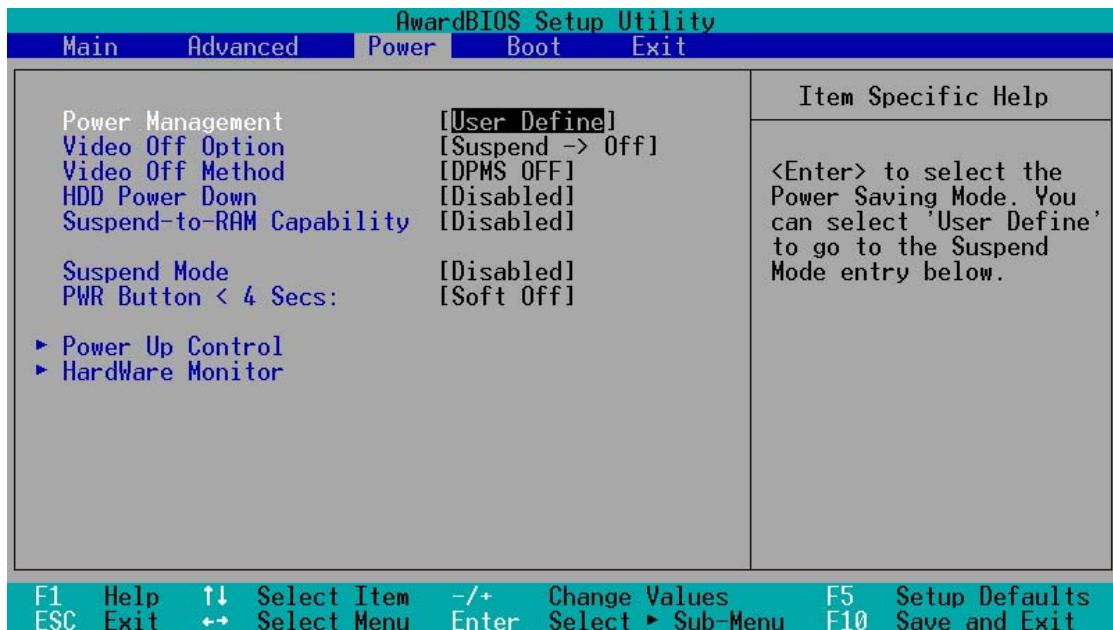 AwardBIOS Setup Utility
Main Advanced Power Boot Exit
Power Management [User Define]
Video Off Option [Suspend -> Off]
Video Off Method [DPMS OFF]
HDD Power Down [Disabled]
Suspend-to-RAM Capability [Disabled]
Suspend Mode [Disabled]
PWR Button < 4 Secs: [Soft Off]
► Power Up Control
► HardWare Monitor
Item Specific Help
<Enter> to select the
Power Saving Mode. You
can select 'User Define'
to go to the Suspend
Mode entry below.
F1 Help ↑↓ Select Item -/+ Change Values F5 Setup Defaults
ESC Exit ←→ Select Menu Enter Select ► Sub-Menu F10 Save and Exit